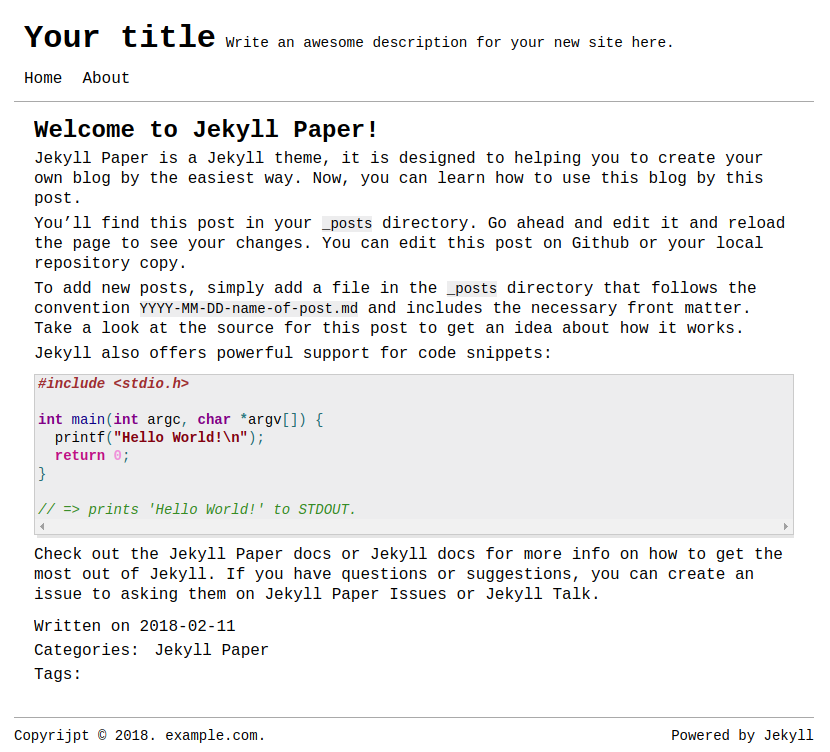 Your title Write an awesome description for your new site here.
Home About
Welcome to Jekyll Paper!
Jekyll Paper is a Jekyll theme, it is designed to helping you to create your
own blog by the easiest way. Now, you can learn how to use this blog by this
post.
You’ll find this post in your _posts directory. Go ahead and edit it and reload
the page to see your changes. You can edit this post on Github or your local
repository copy.
To add new posts, simply add a file in the _posts directory that follows the
convention YYYY-MM-DD-name-of-post.md and includes the necessary front matter.
Take a look at the source for this post to get an idea about how it works.
Jekyll also offers powerful support for code snippets:
#include <stdio.h>
int main(int argc, char *argv[]) {
  printf("Hello World!\n");
  return 0;
}
// => prints 'Hello World!' to STDOUT.
Check out the Jekyll Paper docs or Jekyll docs for more info on how to get the
most out of Jekyll. If you have questions or suggestions, you can create an
issue to asking them on Jekyll Paper Issues or Jekyll Talk.
Written on 2018-02-11
Categories: Jekyll Paper
Tags:
Copyrijpt © 2018. example.com. Powered by Jekyll